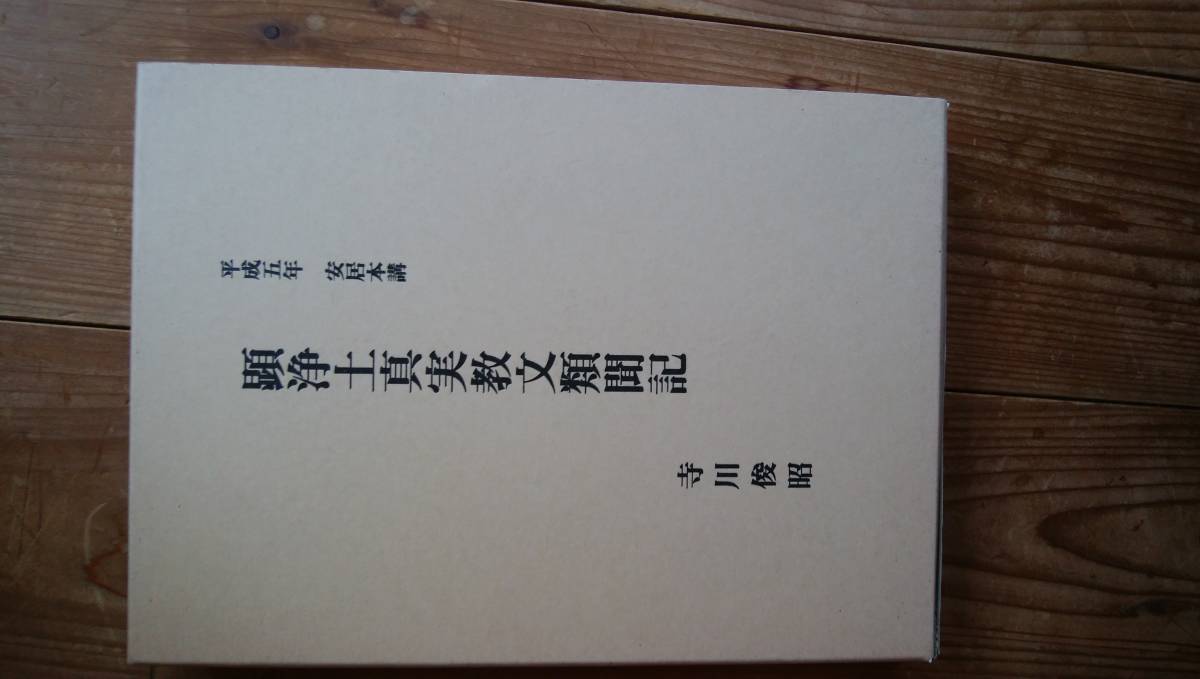 平成五年　安居本講
顕浄土真実教文類聞記
寺川俊昭